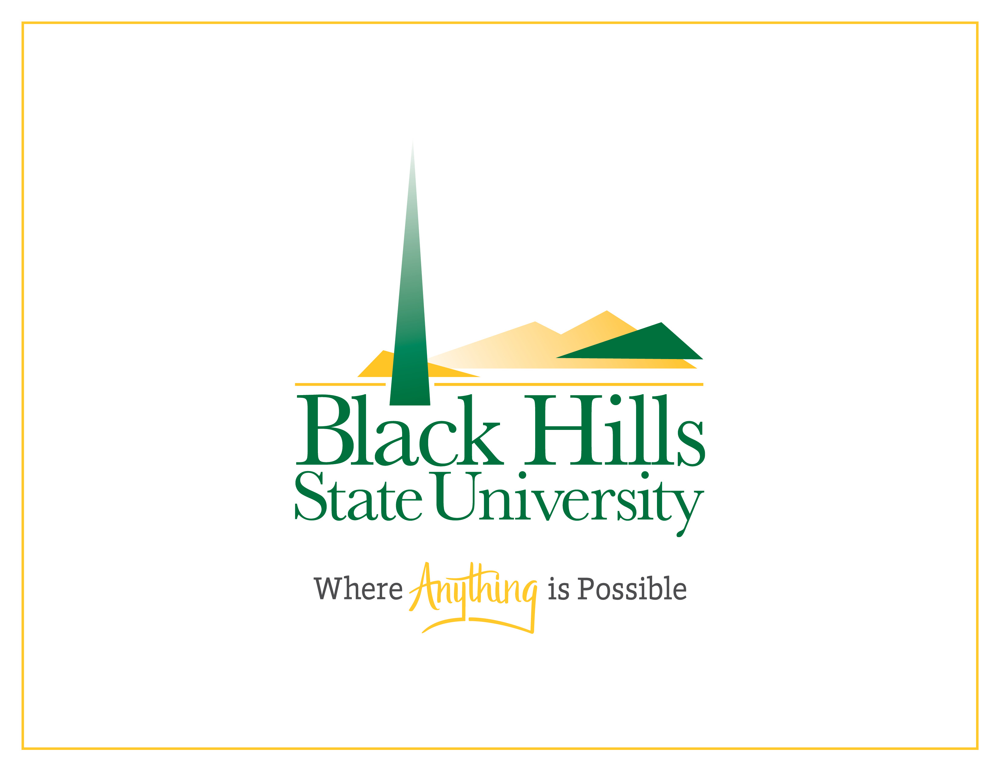 Black Hills
State University
Where Anything is Possible